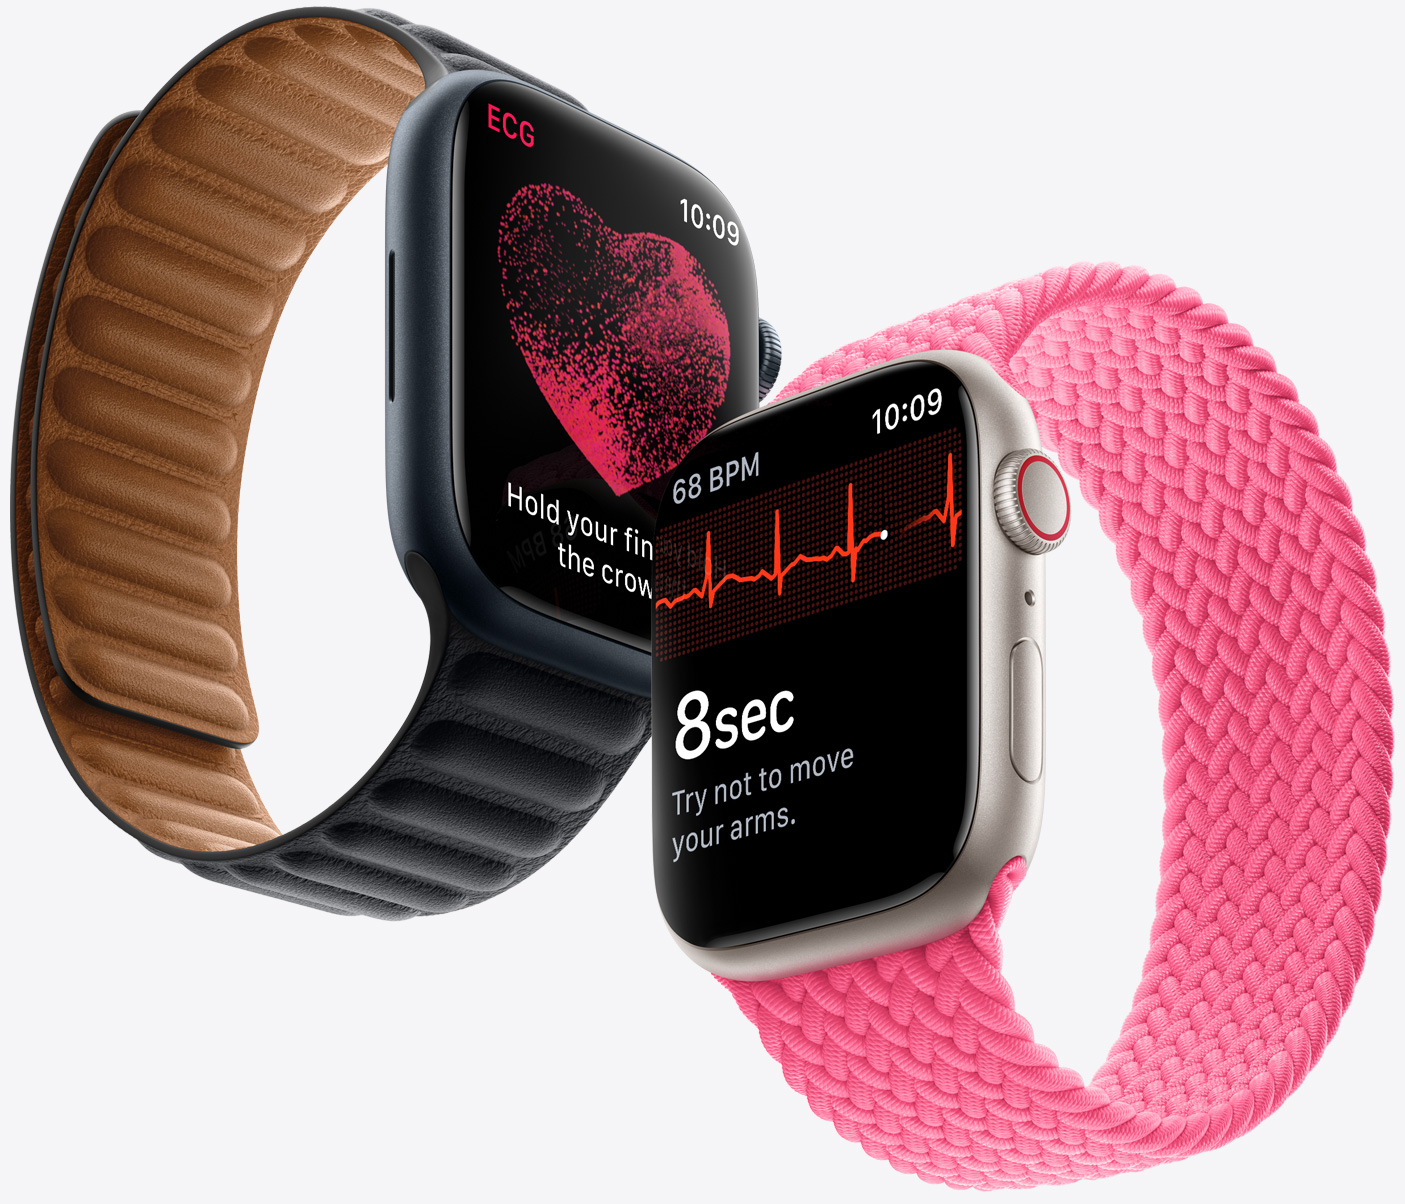 ECG
10:09
Hold your fin
the crow
10:09
68 BPM
8sec
Try not to move
your arms.